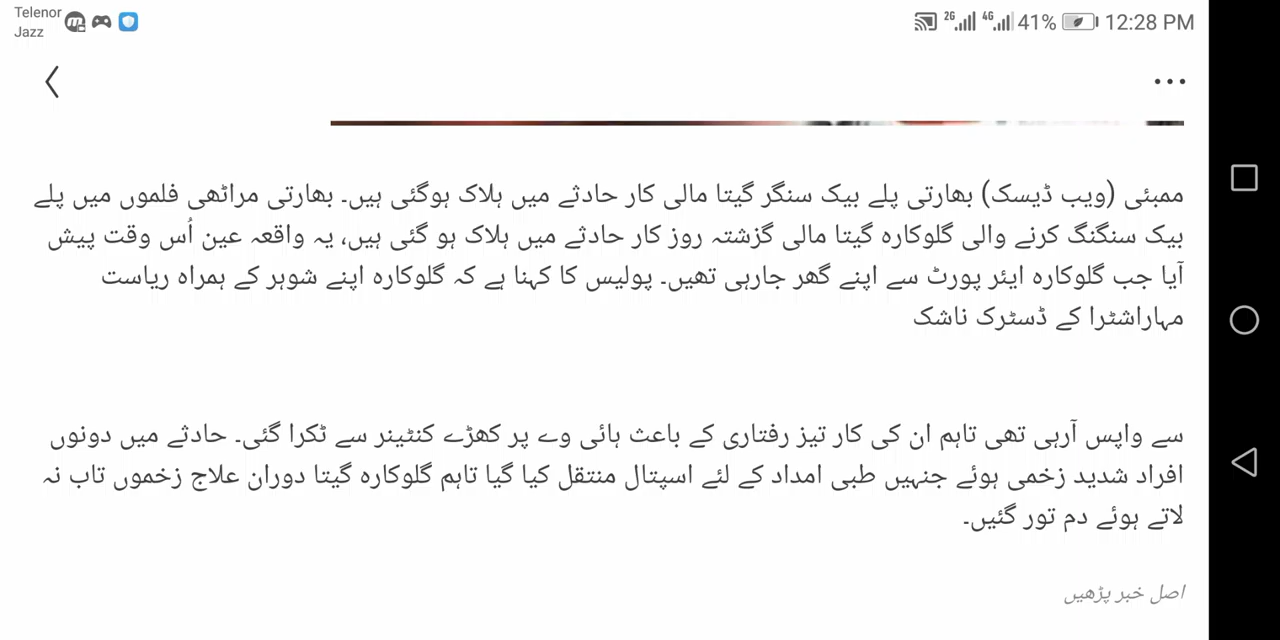 Telenor
Jazz
2G 4G 41% 12:28 PM
ممبئی (ویب ڈیسک) بھارتی پلے بیک سنگر گیتا مالی کار حادثے میں ہلاک ہوگئی ہیں۔ بھارتی مراٹھی فلموں میں پلے
بیک سنگنگ کرنے والی گلوکارہ گیتا مالی گزشتہ روز کار حادثے میں ہلاک ہو گئی ہیں، یہ واقعہ عین اُس وقت پیش
آیا جب گلوکارہ ایئر پورٹ سے اپنے گھر جارہی تھیں۔ پولیس کا کہنا ہے کہ گلوکارہ اپنے شوہر کے ہمراہ ریاست
مہاراشٹرا کے ڈسٹرک ناشک
سے واپس آرہی تھی تاہم ان کی کار تیز رفتاری کے باعث ہائی وے پر کھڑے کنٹینر سے ٹکرا گئی۔ حادثے میں دونوں
افراد شدید زخمی ہوئے جنہیں طبی امداد کے لئے اسپتال منتقل کیا گیا تاہم گلوکارہ گیتا دوران علاج زخموں تاب نہ
لاتے ہوئے دم تور گئیں۔
اصل خبر پڑھیں